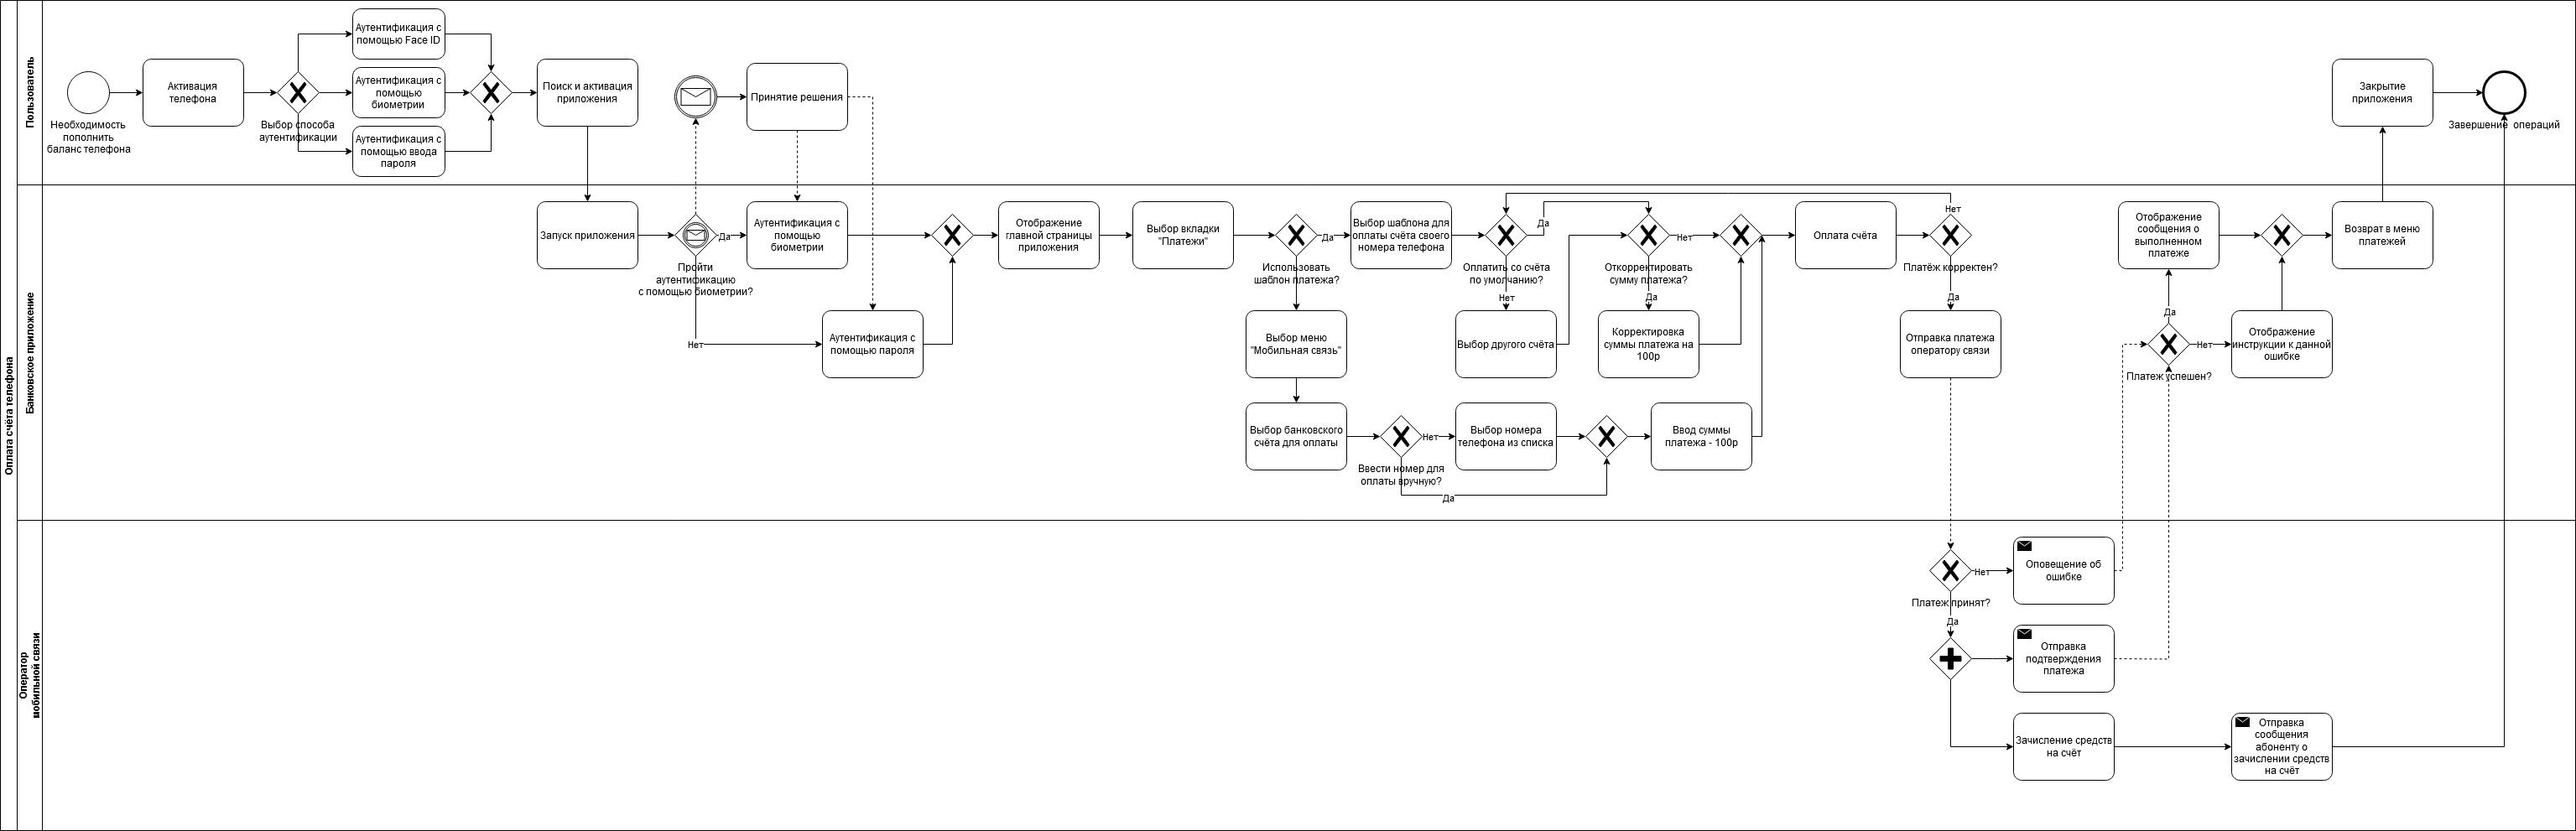 Оплата счёта телефона
Пользователь
Необходимость
пополнить
баланс телефона
Активация
телефона
Выбор способа
аутентификации
Аутентификация с
помощью Face ID
Аутентификация с
помощью
биометрии
Аутентификация с
помощью ввода
пароля
Поиск и активация
приложения
Принятие решения
Закрытие
приложения
Завершение операций
Банковское приложение
Запуск приложения
Пройти
аутентификацию
с помощью биометрии?
Да
Нет
Аутентификация с
помощью
биометрии
Аутентификация с
помощью пароля
Отображение
главной страницы
приложения
Выбор вкладки
"Платежи"
Использовать
шаблон платежа?
Да
Выбор шаблона для
оплаты счёта своего
номера телефона
Выбор меню
"Мобильная связь"
Выбор банковского
счёта для оплаты
Ввести номер для
оплаты вручную?
Нет
Да
Выбор номера
телефона из списка
Ввод суммы
платежа - 100р
Оплатить со счёта
по умолчанию?
Да
Нет
Выбор другого счёта
Откорректировать
сумму платежа?
Нет
Да
Корректировка
суммы платежа на
100р
Оплата счёта
Нет
Платёж корректен?
Да
Отправка платежа
оператору связи
Отображение
сообщения о
выполненном
платеже
Да
Платеж успешен?
Нет
Отображение
инструкции к данной
ошибке
Возврат в меню
платежей
Оператор
мобильной связи
Платеж принят?
Нет
Да
Оповещение об
ошибке
Отправка
подтверждения
платежа
Зачисление средств
на счёт
Отправка
сообщения
абоненту о
зачислении средств
на счёт